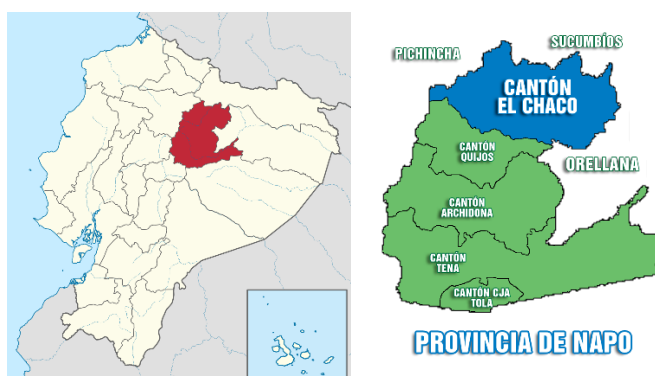 PICHINCHA
SUCUMBÍOS
CANTÓN
EL CHACO
CANTÓN
QUIJOS
ORELLANA
CANTÓN
ARCHIDONA
CANTÓN
TENA
CANTÓN CJA
TOLA
PROVINCIA DE NAPO